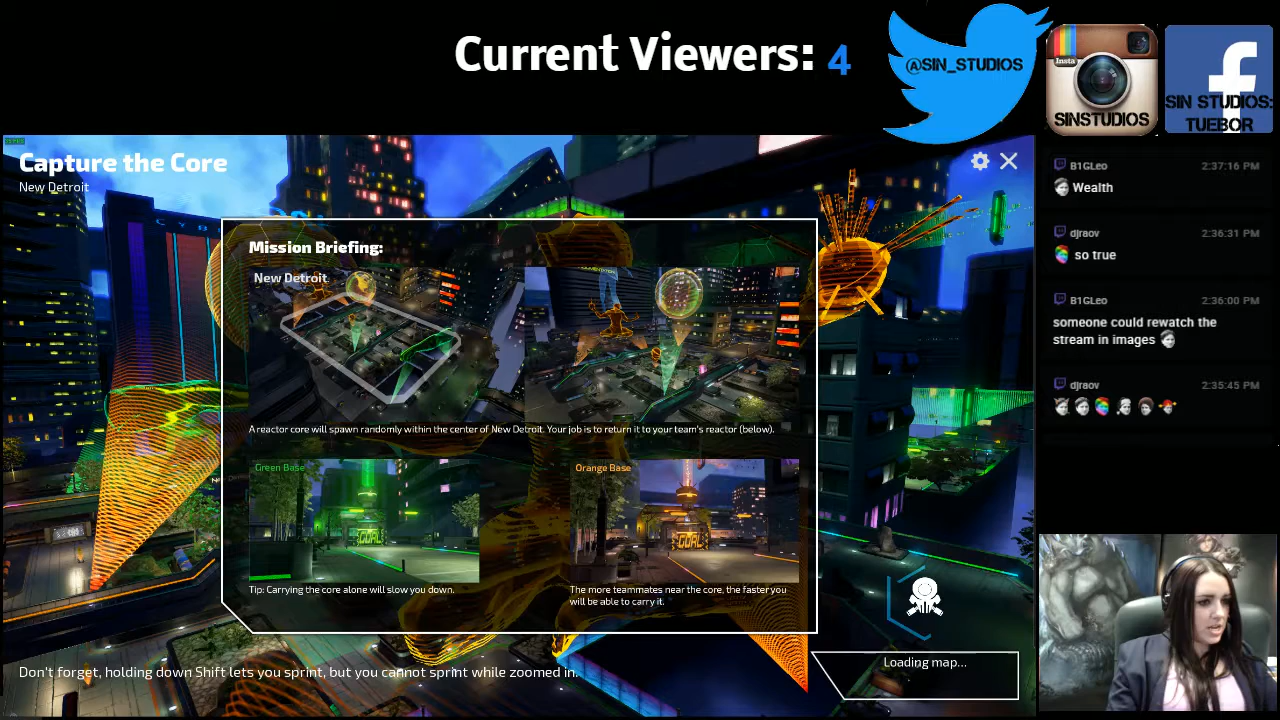 Current Viewers: 4
@SIN_STUDIOS
Insta
SINSTUDIOS
SIN STUDIOS:
TUEBOR
Capture the Core
New Detroit
Mission Briefing:
New Detroit
A reactor core will spawn randomly within the center of New Detroit. Your job is to return it to your team's reactor (below).
Green Base
GOAL
Orange Base
GOAL
Tip: Carrying the core alone will slow you down.
The more teammates near the core, the faster you
will be able to carry it.
Don't forget, holding down Shift lets you sprint, but you cannot sprint while zoomed in.
Loading map...
B1GLeo 2:37:16 PM
Wealth
djraov 2:36:31 PM
so true
B1GLeo 2:36:00 PM
someone could rewatch the
stream in images
djraov 2:35:45 PM